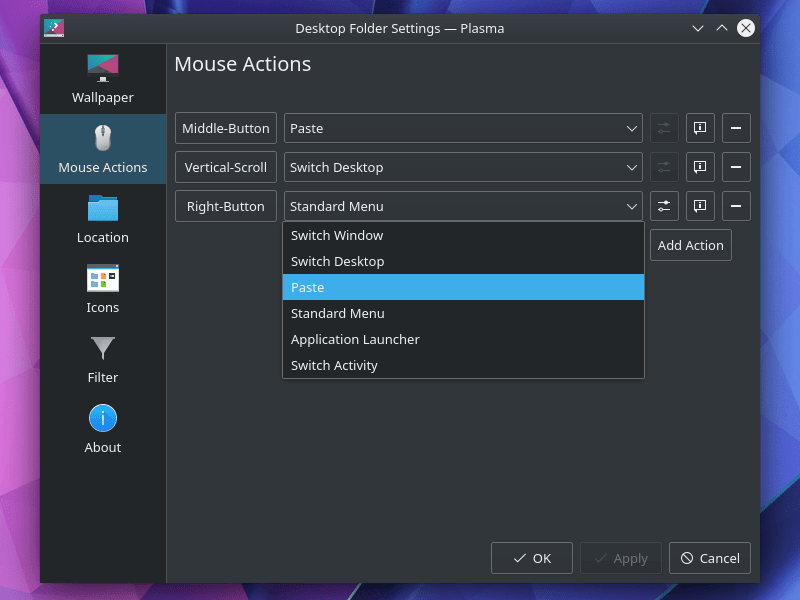 Desktop Folder Settings — Plasma
Wallpaper
Mouse Actions
Location
Icons
Filter
About
Mouse Actions
Middle-Button Paste
Vertical-Scroll Switch Desktop
Right-Button Standard Menu
Switch Window
Switch Desktop
Paste
Standard Menu
Application Launcher
Switch Activity
Add Action
OK Apply Cancel